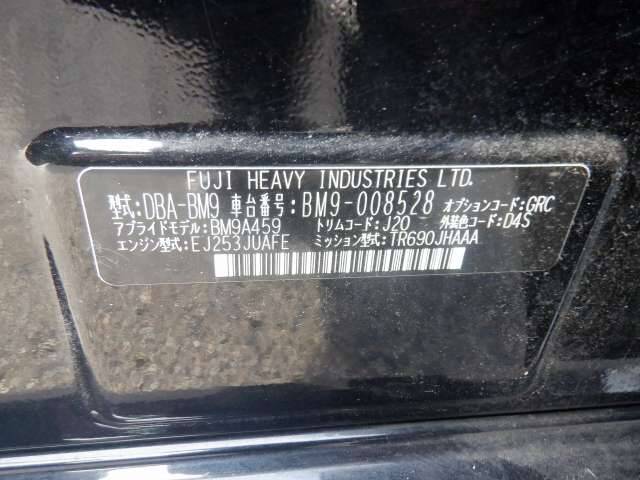 FUJI HEAVY INDUSTRIES LTD.
型式:DBA-BM9 車台番号:BM9-008528 オプションコード:GRC
アプライドモデル:BM9A459 トリムコード:J20 外装色コード:D4S
エンジン型式:EJ253JUAFE ミッション型式:TR690JHAAA